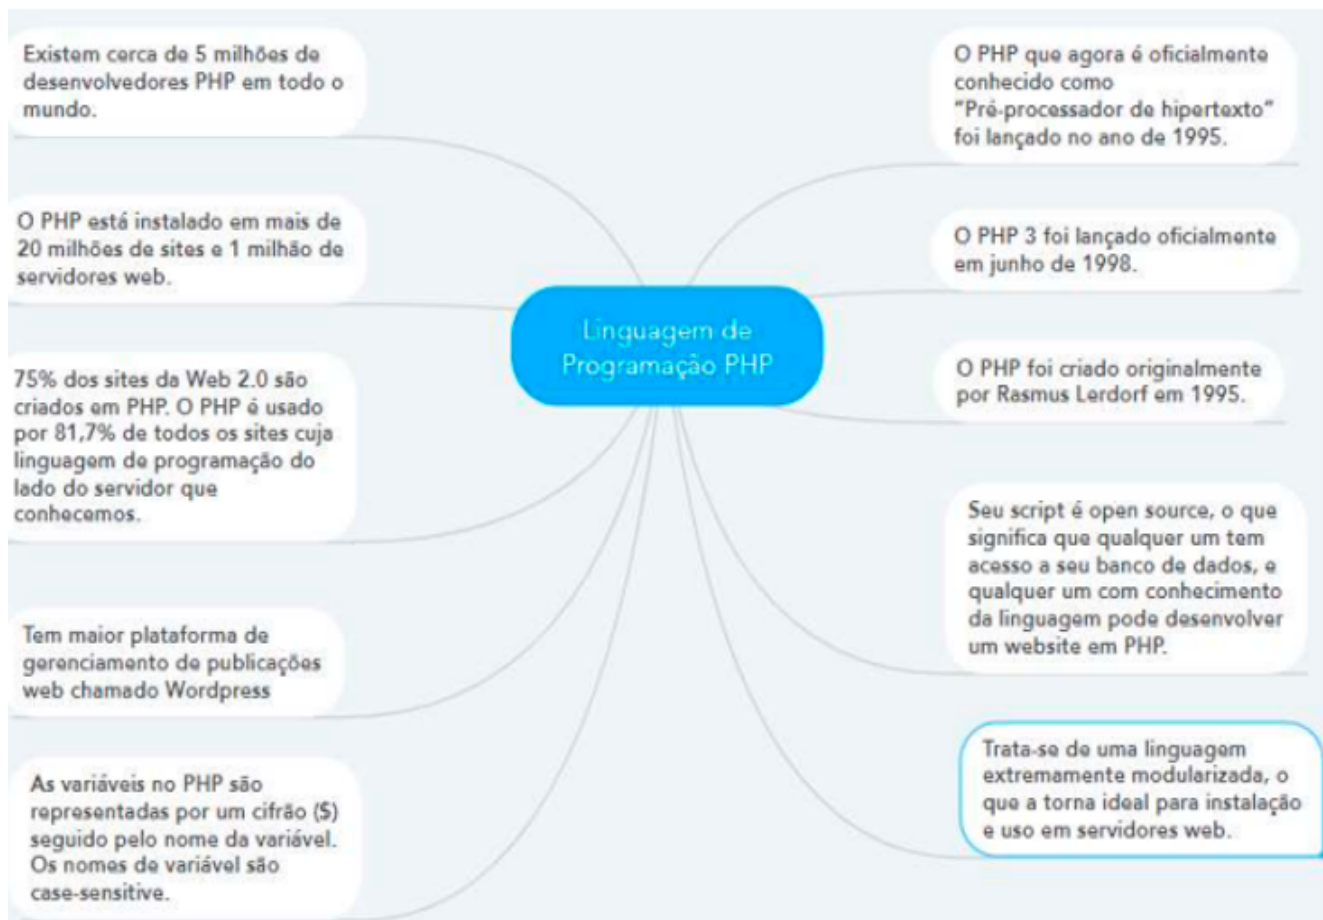 Existem cerca de 5 milhões de
desenvolvedores PHP em todo o
mundo.
O PHP está instalado em mais de
20 milhões de sites e 1 milhão de
servidores web.
75% dos sites da Web 2.0 são
criados em PHP. O PHP é usado
por 81,7% de todos os sites cuja
linguagem de programação do
lado do servidor que
conhecemos.
Tem maior plataforma de
gerenciamento de publicações
web chamado Wordpress
As variáveis no PHP são
representadas por um cifrão ($)
seguido pelo nome da variável.
Os nomes de variável são
case-sensitive.
Linguagem de
Programação PHP
O PHP que agora é oficialmente
conhecido como
“Pré-processador de hipertexto”
foi lançado no ano de 1995.
O PHP 3 foi lançado oficialmente
em junho de 1998.
O PHP foi criado originalmente
por Rasmus Lerdorf em 1995.
Seu script é open source, o que
significa que qualquer um tem
acesso a seu banco de dados, e
qualquer um com conhecimento
da linguagem pode desenvolver
um website em PHP.
Trata-se de uma linguagem
extremamente modularizada, o
que a torna ideal para instalação
e uso em servidores web.